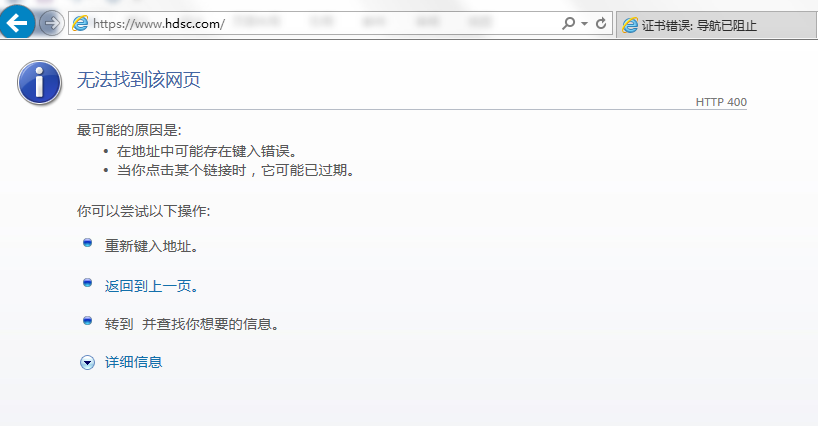 https://www.hdsc.com/
证书错误: 导航已阻止
无法找到该网页
HTTP 400
最可能的原因是:
• 在地址中可能存在键入错误。
• 当你点击某个链接时，它可能已过期。
你可以尝试以下操作:
重新键入地址。
返回到上一页。
转到 并查找你想要的信息。
详细信息